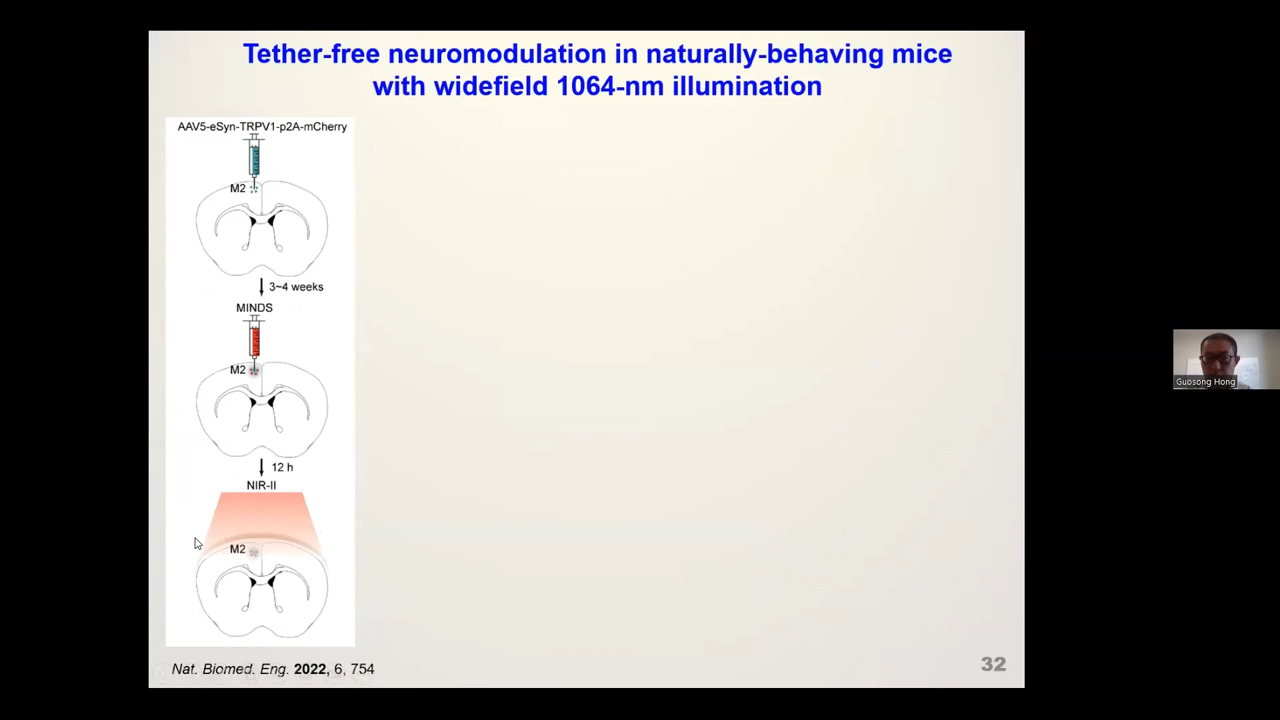 Tether-free neuromodulation in naturally-behaving mice
with widefield 1064-nm illumination
AAV5-eSyn-TRPV1-p2A-mCherry
M2
3~4 weeks
MINDS
M2
12 h
NIR-II
M2
Nat. Biomed. Eng. 2022, 6, 754
32
Guosong Hong